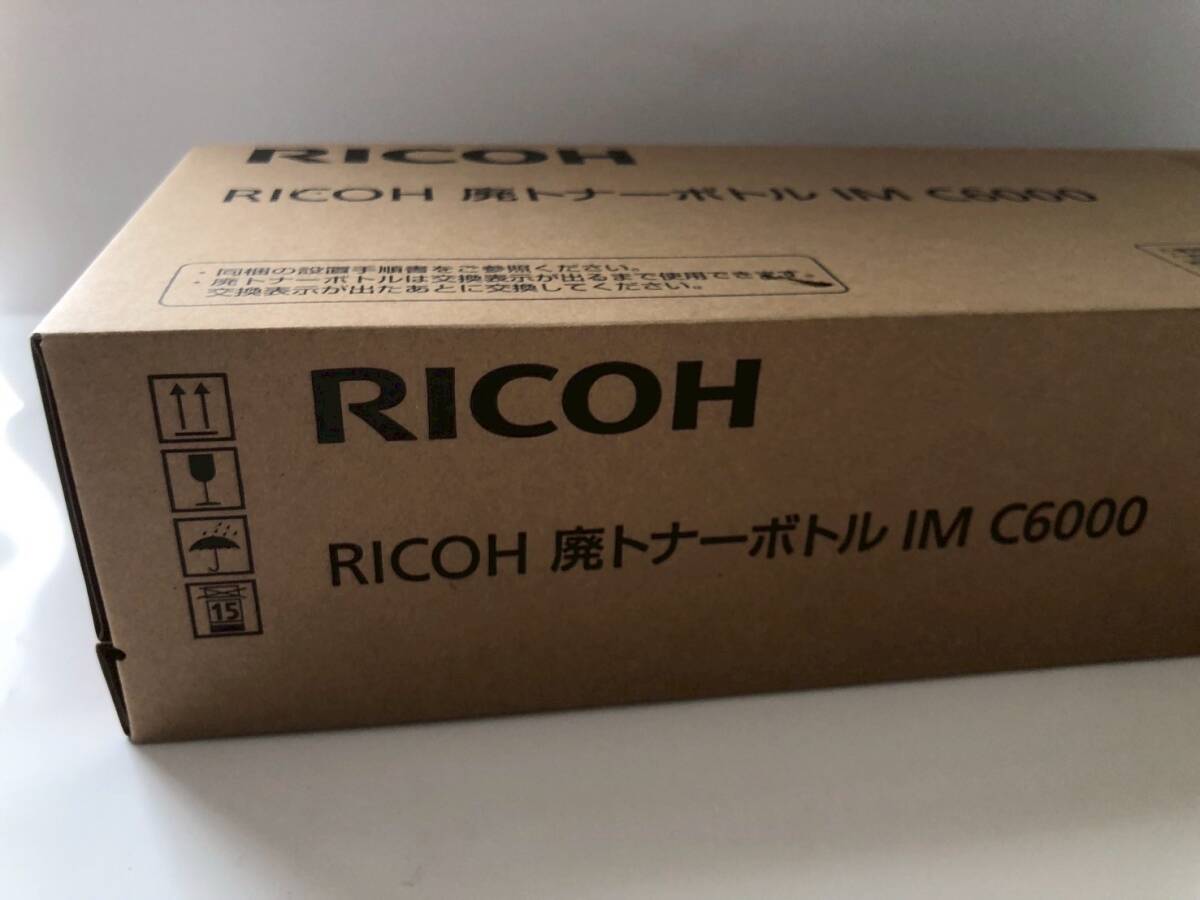 RICOH
RICOH 廃トナーボトル IM C6000
・同梱の設置手順書をご参照ください。
・廃トナーボトルは交換表示が出るまで使用できます。
交換表示が出たあとに交換してください。
RICOH
RICOH 廃トナーボトル IM C6000
15